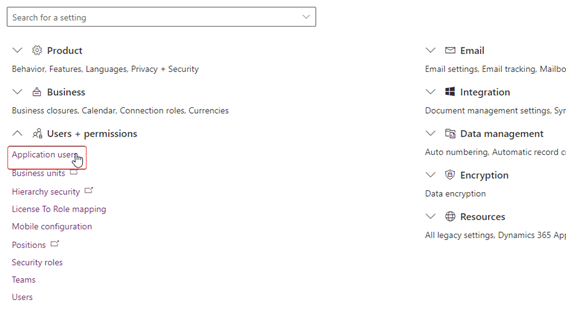 Search for a setting
Product
Behavior, Features, Languages, Privacy + Security
Business
Business closures, Calendar, Connection roles, Currencies
Users + permissions
Application users
Business units
Hierarchy security
License To Role mapping
Mobile configuration
Positions
Security roles
Teams
Users
Email
Email settings, Email tracking, Mailbo
Integration
Document management settings, Syn
Data management
Auto numbering, Automatic record c
Encryption
Data encryption
Resources
All legacy settings, Dynamics 365 App